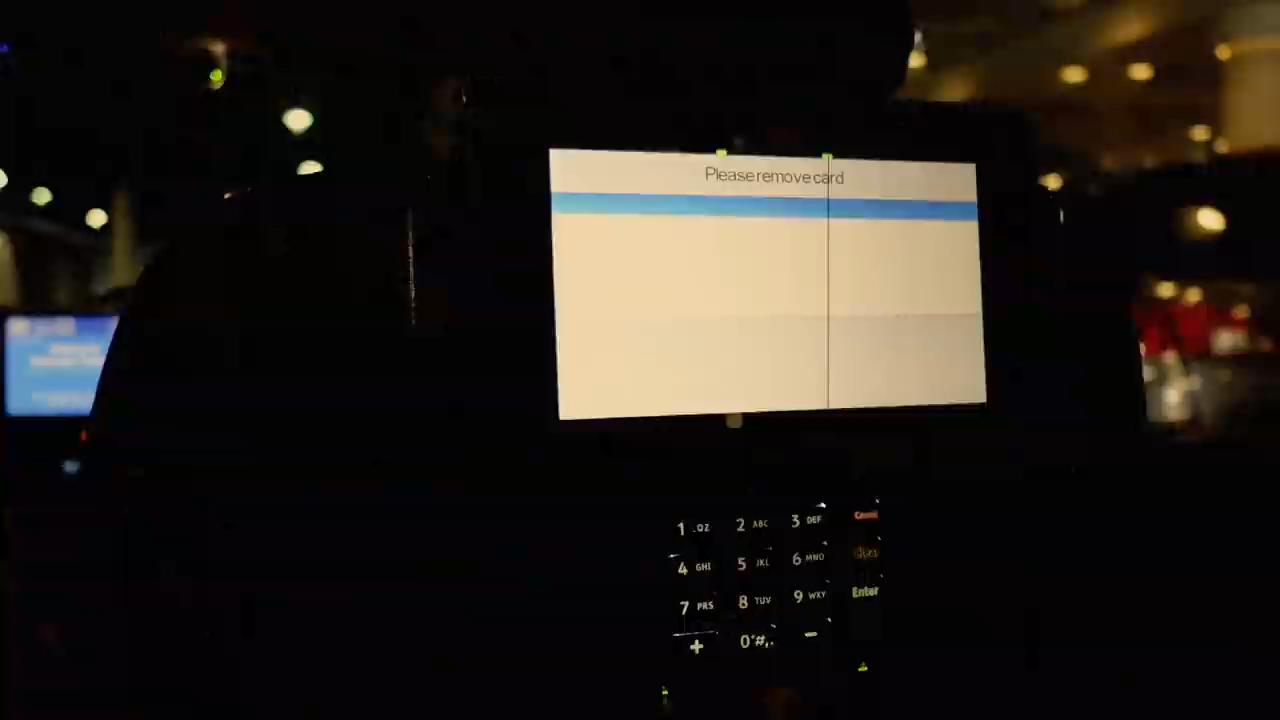 Please remove card
1 .QZ 2 ABC 3 DEF Cancel
4 GHI 5 JKL 6 MNO
7 PRS 8 TUV 9 WXY Enter
+ 0*#,. -